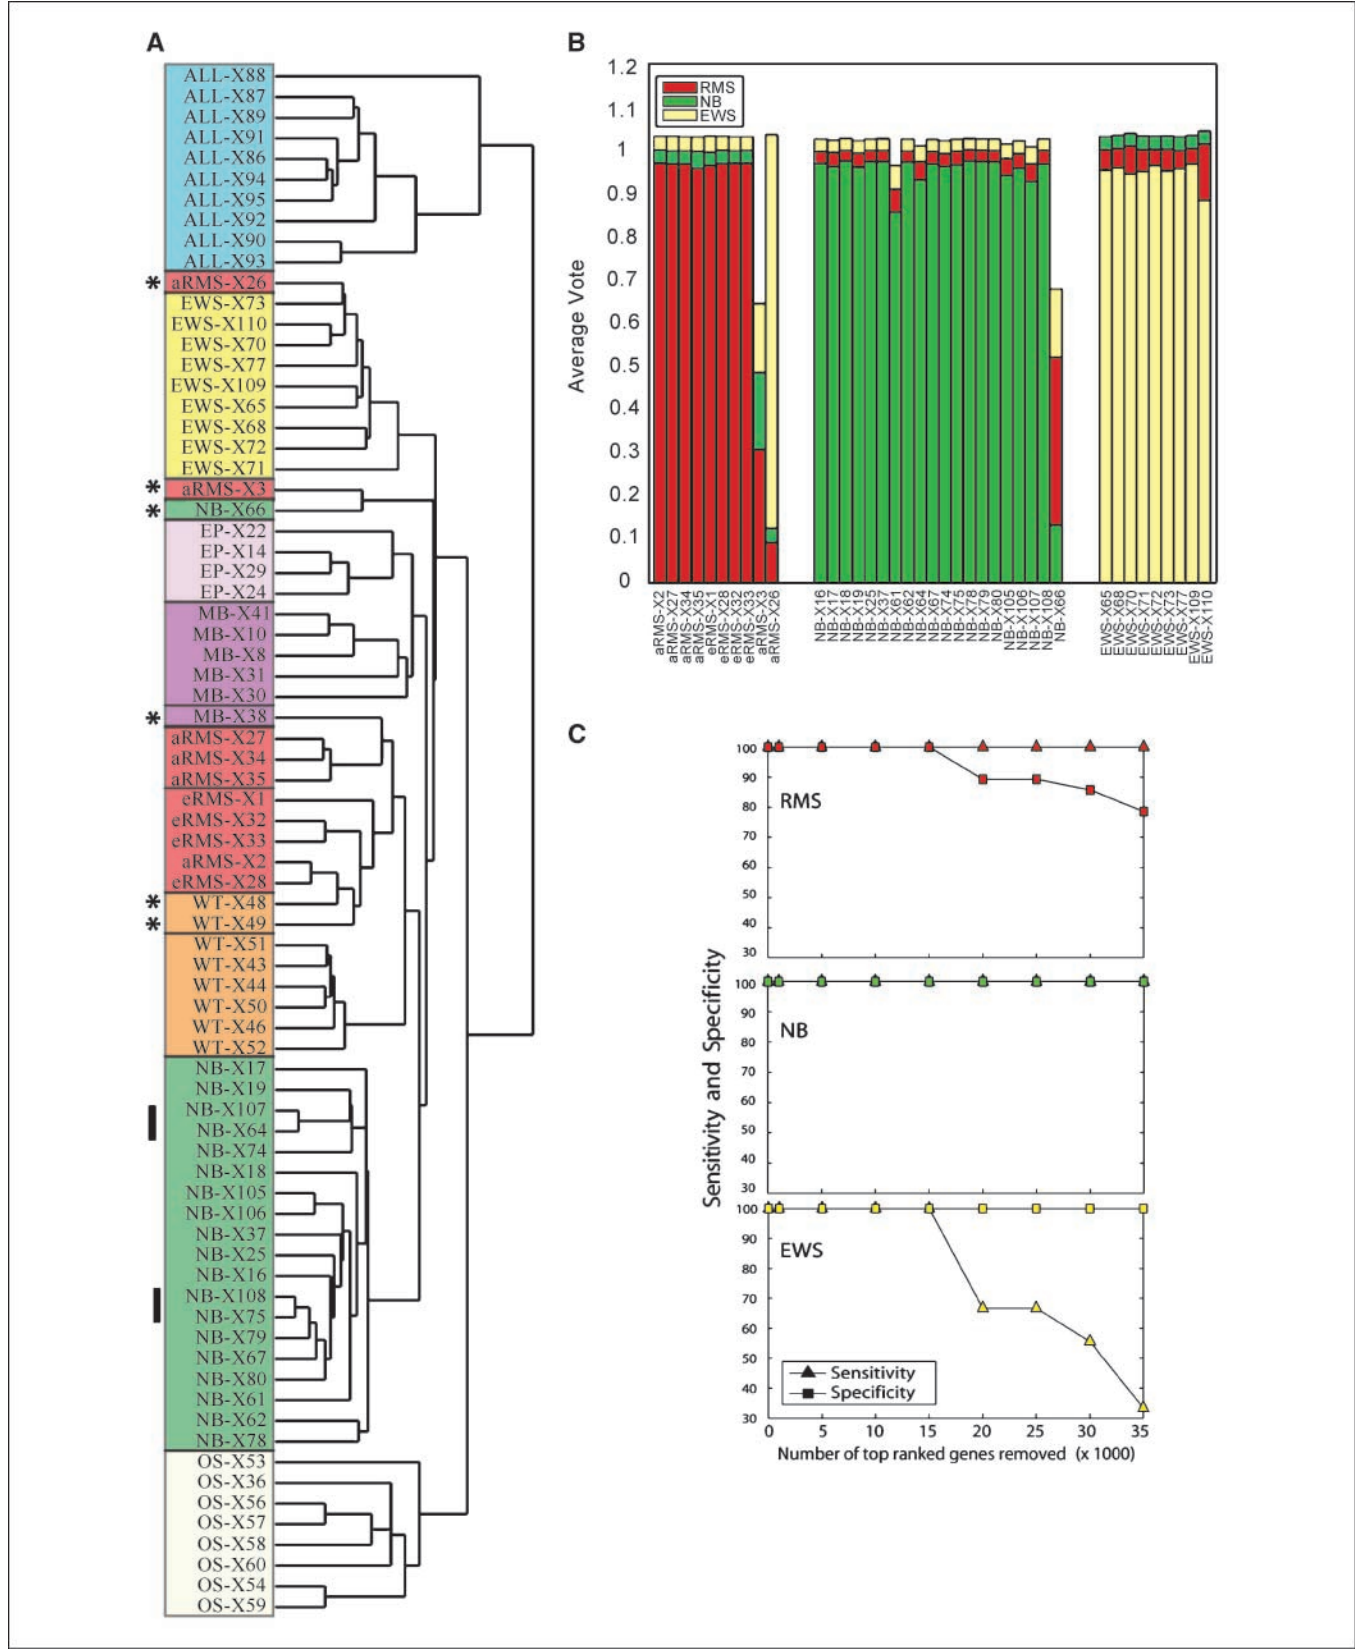 A
ALL-X88
ALL-X87
ALL-X89
ALL-X91
ALL-X86
ALL-X94
ALL-X95
ALL-X92
ALL-X90
ALL-X93
* aRMS-X26
EWS-X73
EWS-X110
EWS-X70
EWS-X77
EWS-X109
EWS-X65
EWS-X68
EWS-X72
EWS-X71
* aRMS-X3
* NB-X66
EP-X22
EP-X14
EP-X29
EP-X24
MB-X41
MB-X10
MB-X8
MB-X31
MB-X30
* MB-X38
aRMS-X27
aRMS-X34
aRMS-X35
eRMS-X1
eRMS-X32
eRMS-X33
aRMS-X2
eRMS-X28
* WT-X48
* WT-X49
WT-X51
WT-X43
WT-X44
WT-X50
WT-X46
WT-X52
NB-X17
NB-X19
NB-X107
NB-X64
NB-X74
NB-X18
NB-X105
NB-X106
NB-X37
NB-X25
NB-X16
NB-X108
NB-X75
NB-X79
NB-X67
NB-X80
NB-X61
NB-X62
NB-X78
OS-X53
OS-X36
OS-X56
OS-X57
OS-X58
OS-X60
OS-X54
OS-X59
B
Average Vote
1.2
1.1
1
0.9
0.8
0.7
0.6
0.5
0.4
0.3
0.2
0.1
0
RMS
NB
EWS
aRMS-X2
aRMS-X27
aRMS-X34
aRMS-X35
eRMS-X1
eRMS-X28
eRMS-X32
eRMS-X33
aRMS-X3
aRMS-X26
NB-X16
NB-X17
NB-X18
NB-X19
NB-X25
NB-X37
NB-X61
NB-X62
NB-X64
NB-X67
NB-X74
NB-X75
NB-X78
NB-X79
NB-X80
NB-X105
NB-X106
NB-X107
NB-X108
NB-X66
EWS-X65
EWS-X68
EWS-X70
EWS-X71
EWS-X72
EWS-X73
EWS-X77
EWS-X109
EWS-X110
C
Sensitivity and Specificity
100
90
80
70
60
50
40
30
RMS
100
90
80
70
60
50
40
30
NB
100
90
80
70
60
50
40
30
EWS
Sensitivity
Specificity
0 5 10 15 20 25 30 35
Number of top ranked genes removed (x 1000)